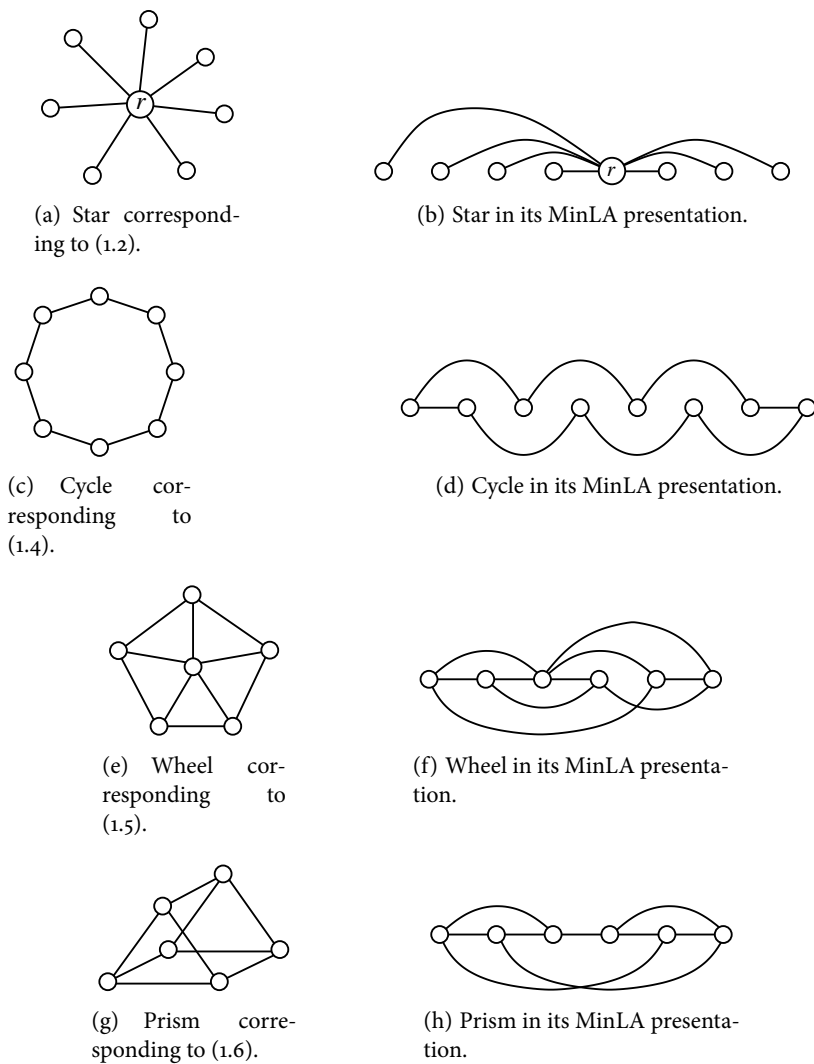 r
r
(a) Star correspond-
ing to (1.2).
(b) Star in its MinLA presentation.
(c) Cycle cor-
responding to
(1.4).
(d) Cycle in its MinLA presentation.
(e) Wheel cor-
responding to
(1.5).
(f) Wheel in its MinLA presenta-
tion.
(g) Prism corre-
sponding to (1.6).
(h) Prism in its MinLA presenta-
tion.